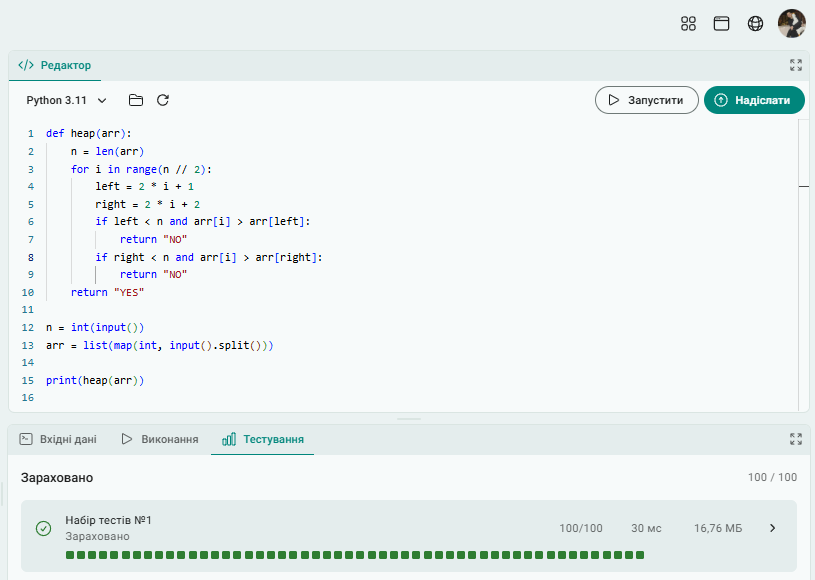 </> Редактор
Python 3.11
Запустити
Надіслати
1 def heap(arr):
2     n = len(arr)
3     for i in range(n // 2):
4         left = 2 * i + 1
5         right = 2 * i + 2
6         if left < n and arr[i] > arr[left]:
7             return "NO"
8         if right < n and arr[i] > arr[right]:
9             return "NO"
10     return "YES"
11
12 n = int(input())
13 arr = list(map(int, input().split()))
14
15 print(heap(arr))
16
Вхідні дані
Виконання
Тестування
Зараховано 100 / 100
Набір тестів №1
Зараховано
100/100 30 мс 16,76 МБ